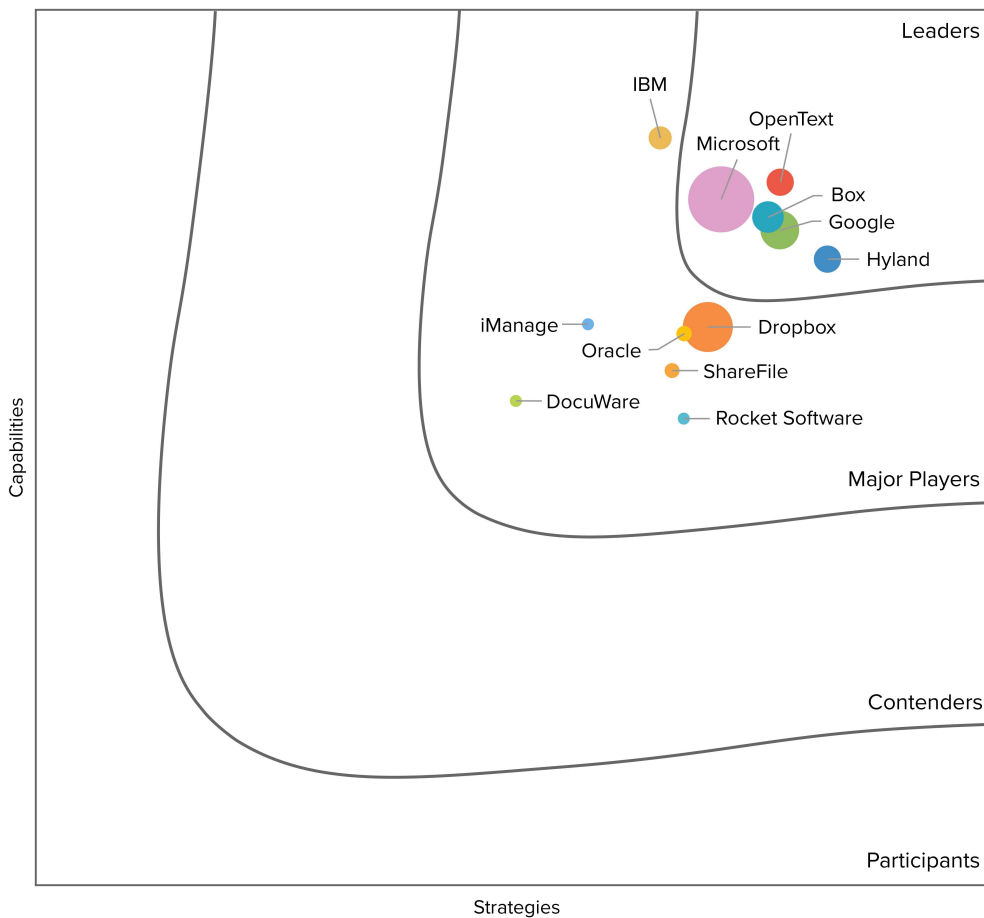 Leaders
IBM
OpenText
Microsoft
Box
Google
Hyland
iManage
Dropbox
Oracle
ShareFile
DocuWare
Rocket Software
Capabilities
Major Players
Contenders
Participants
Strategies